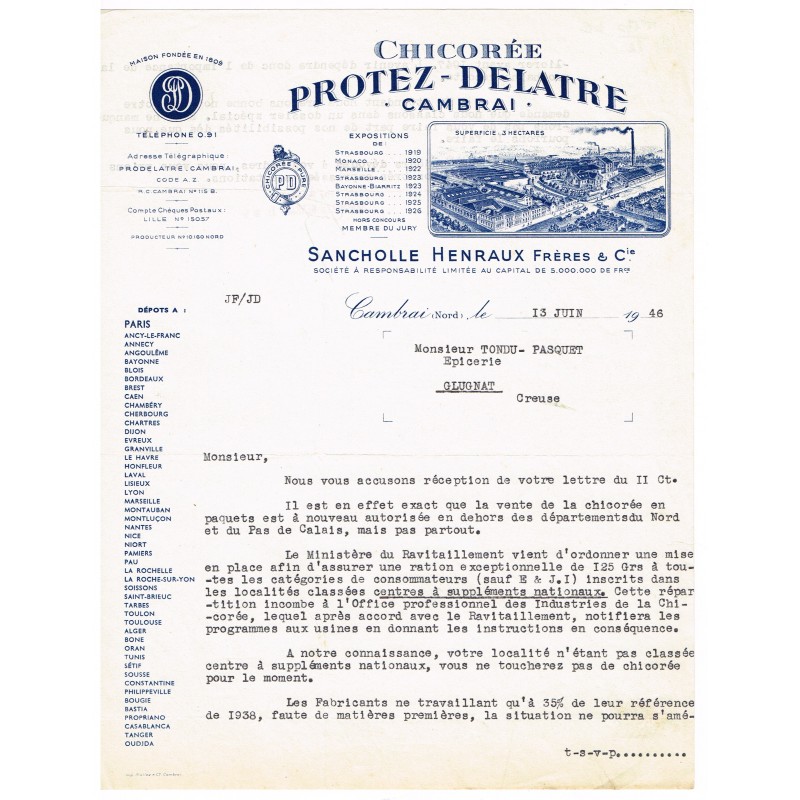 MAISON FONDÉE EN 1809
PD
TÉLÉPHONE 0.91
Adresse Télégraphique:
PRODELATRE, CAMBRAI
CODE A.Z.
R.C. CAMBRAI Nº 115 B.
Compte Chèques Postaux:
LILLE Nº 15037
PRODUCTEUR Nº 10.160 NORD
CHICORÉE
PROTEZ-DELATRE
· CAMBRAI ·
CHICORÉE PURE
PD
EXPOSITIONS
DE
STRASBOURG ... 1919
MONACO ... 1920
MARSEILLE ... 1922
STRASBOURG ... 1923
BAYONNE-BIARRITZ 1923
STRASBOURG ... 1924
STRASBOURG ... 1925
STRASBOURG ... 1926
HORS CONCOURS
MEMBRE DU JURY
SUPERFICIE: 3 HECTARES
SANCHOLLE HENRAUX FRÈRES & Cie
SOCIÉTÉ À RESPONSABILITÉ LIMITÉE AU CAPITAL DE 5.000.000 DE FRCS
JF/JD
Cambrai (Nord), le 13 JUIN 1946
Monsieur TONDU- PASQUET
Epicerie
GLUGNAT
Creuse
DÉPOTS A :
PARIS
ANCY-LE-FRANC
ANNECY
ANGOULÊME
BAYONNE
BLOIS
BORDEAUX
BREST
CAEN
CHAMBÉRY
CHERBOURG
CHARTRES
DIJON
EVREUX
GRANVILLE
LE HAVRE
HONFLEUR
LAVAL
LISIEUX
LYON
MARSEILLE
MONTAUBAN
MONTLUÇON
NANTES
NICE
NIORT
PAMIERS
PAU
LA ROCHELLE
LA ROCHE-SUR-YON
SOISSONS
SAINT-BRIEUC
TARBES
TOULON
TOULOUSE
ALGER
BONE
ORAN
TUNIS
SÉTIF
SOUSSE
CONSTANTINE
PHILIPPEVILLE
BOUGIE
BASTIA
PROPRIANO
CASABLANCA
TANGER
OUDJDA
Monsieur,
Nous vous accusons réception de votre lettre du II Ct.
Il est en effet exact que la vente de la chicorée en
paquets est à nouveau autorisée en dehors des départementsdu Nord
et du Pas de Calais, mais pas partout.
Le Ministère du Ravitaillement vient d'ordonner une mise
en place afin d'assurer une ration exceptionnelle de I25 Grs à tou-
-tes les catégories de consommateurs (sauf E & J.I) inscrits dans
les localités classées centres à suppléments nationaux. Cette répar
-tition incombe à l'Office professionnel des Industries de la Chi-
-corée, lequel après accord avec le Ravitaillement, notifiera les
programmes aux usines en donnant les instructions en conséquence.
A notre connaissance, votre localité n'étant pas classée
centre à suppléments nationaux, vous ne toucherez pas de chicorée
pour le moment.
Les Fabricants ne travaillant qu'à 35% de leur référence
de I938, faute de matières premières, la situation ne pourra s'amé-
t-s-v-p..........